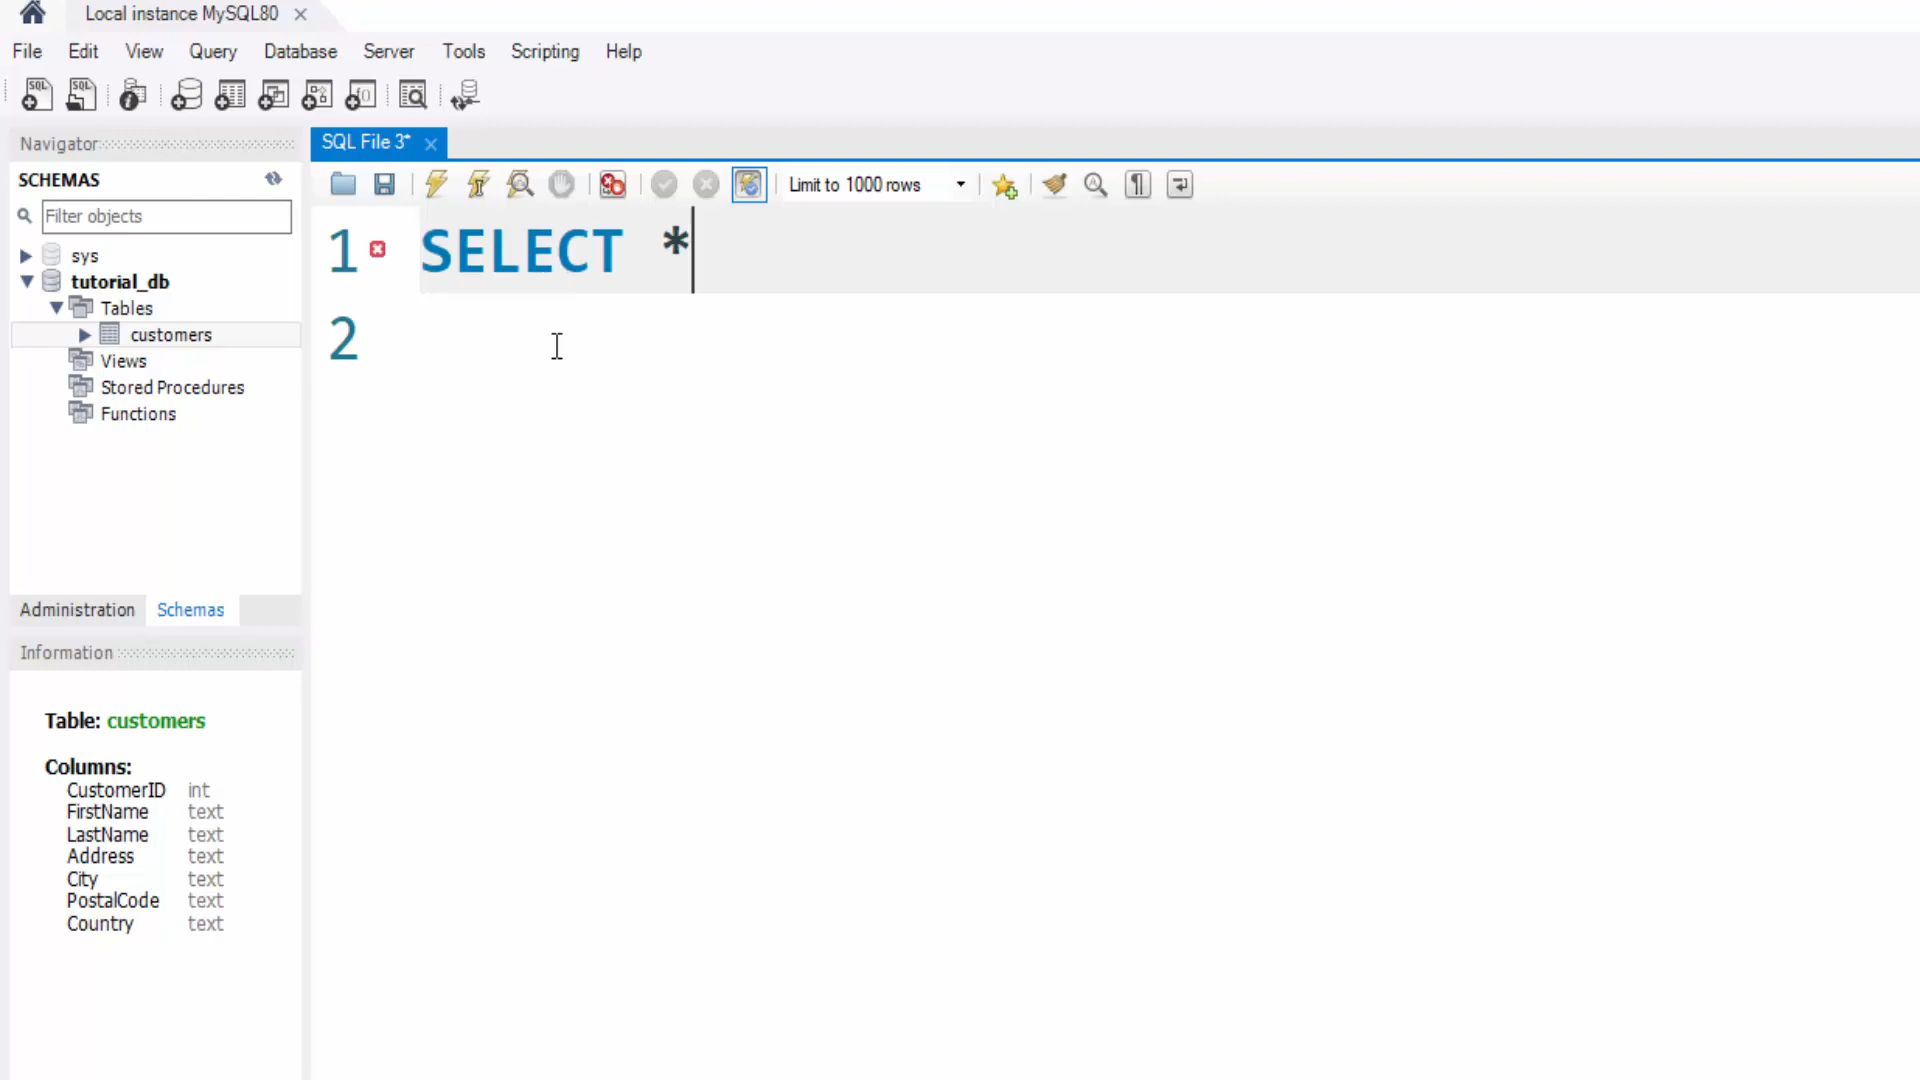 Local instance MySQL80
File Edit View Query Database Server Tools Scripting Help
SQL SQL
Navigator
SQL File 3*
SCHEMAS
Limit to 1000 rows
Filter objects
1 SELECT *
sys
tutorial_db
Tables
2
customers
Views
Stored Procedures
Functions
Administration Schemas
Information
Table: customers
Columns:
CustomerID int
FirstName text
LastName text
Address text
City text
PostalCode text
Country text